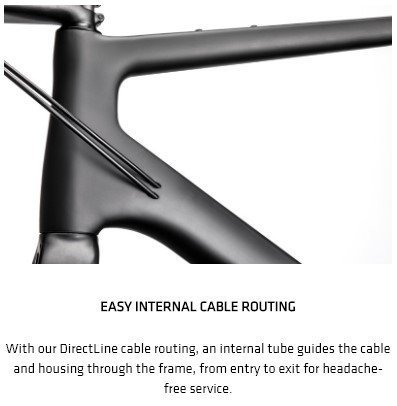 EASY INTERNAL CABLE ROUTING
With our DirectLine cable routing, an internal tube guides the cable
and housing through the frame, from entry to exit for headache-
free service.